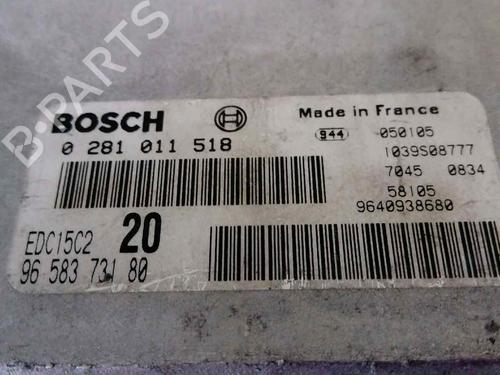 B-PARTS
BOSCH
Made in France
0 281 011 518
944 050105
1039S08777
7045 0834
58105
9640938680
EDC15C2 20
96 583 731 80